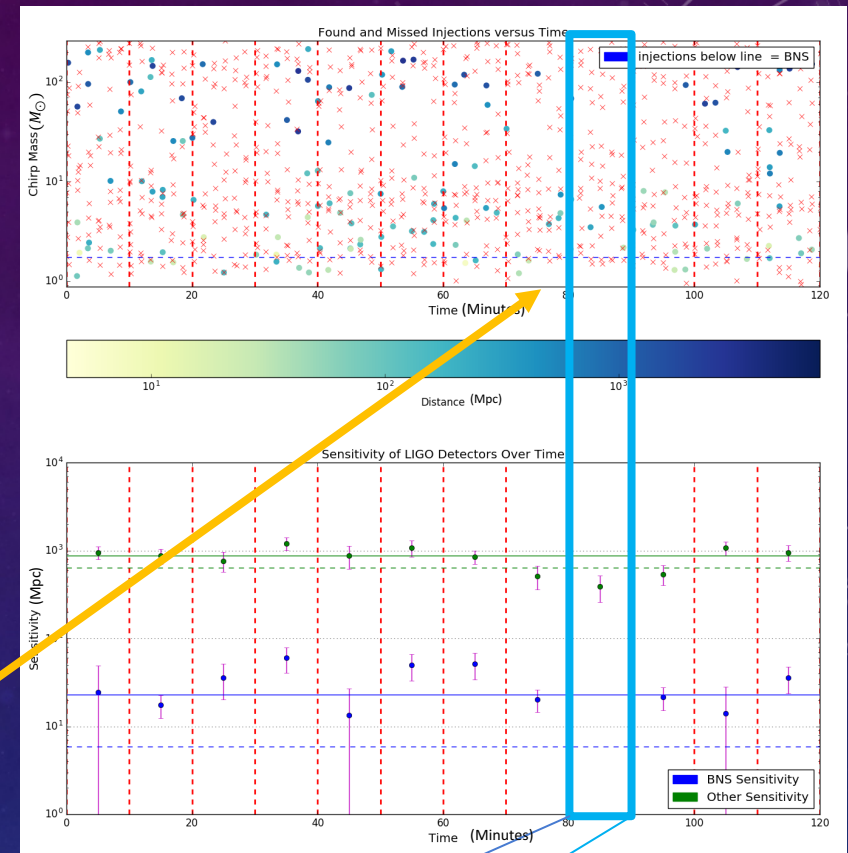 Found and Missed Injections versus Time
injections below line = BNS
Chirp Mass(M⊙)
10²
10¹
10⁰
0 20 40 60 80 100 120
Time (Minutes)
10¹ 10² 10³
Distance (Mpc)
Sensitivity of LIGO Detectors Over Time
Sensitivity (Mpc)
10⁴
10³
10²
10¹
10⁰
BNS Sensitivity
Other Sensitivity
0 20 40 60 80 100 120
Time (Minutes)